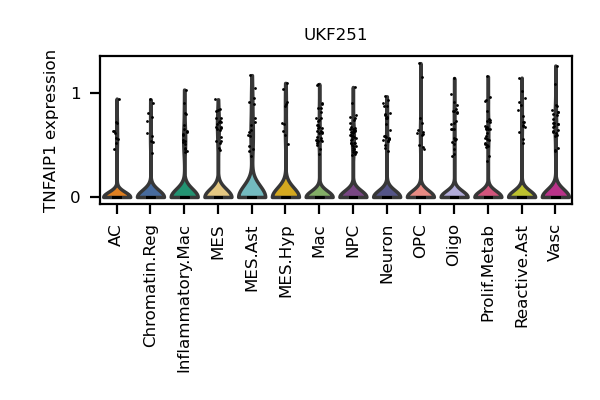 UKF251
TNFAIP1 expression
1
0
AC
Chromatin.Reg
Inflammatory.Mac
MES
MES.Ast
MES.Hyp
Mac
NPC
Neuron
OPC
Oligo
Prolif.Metab
Reactive.Ast
Vasc